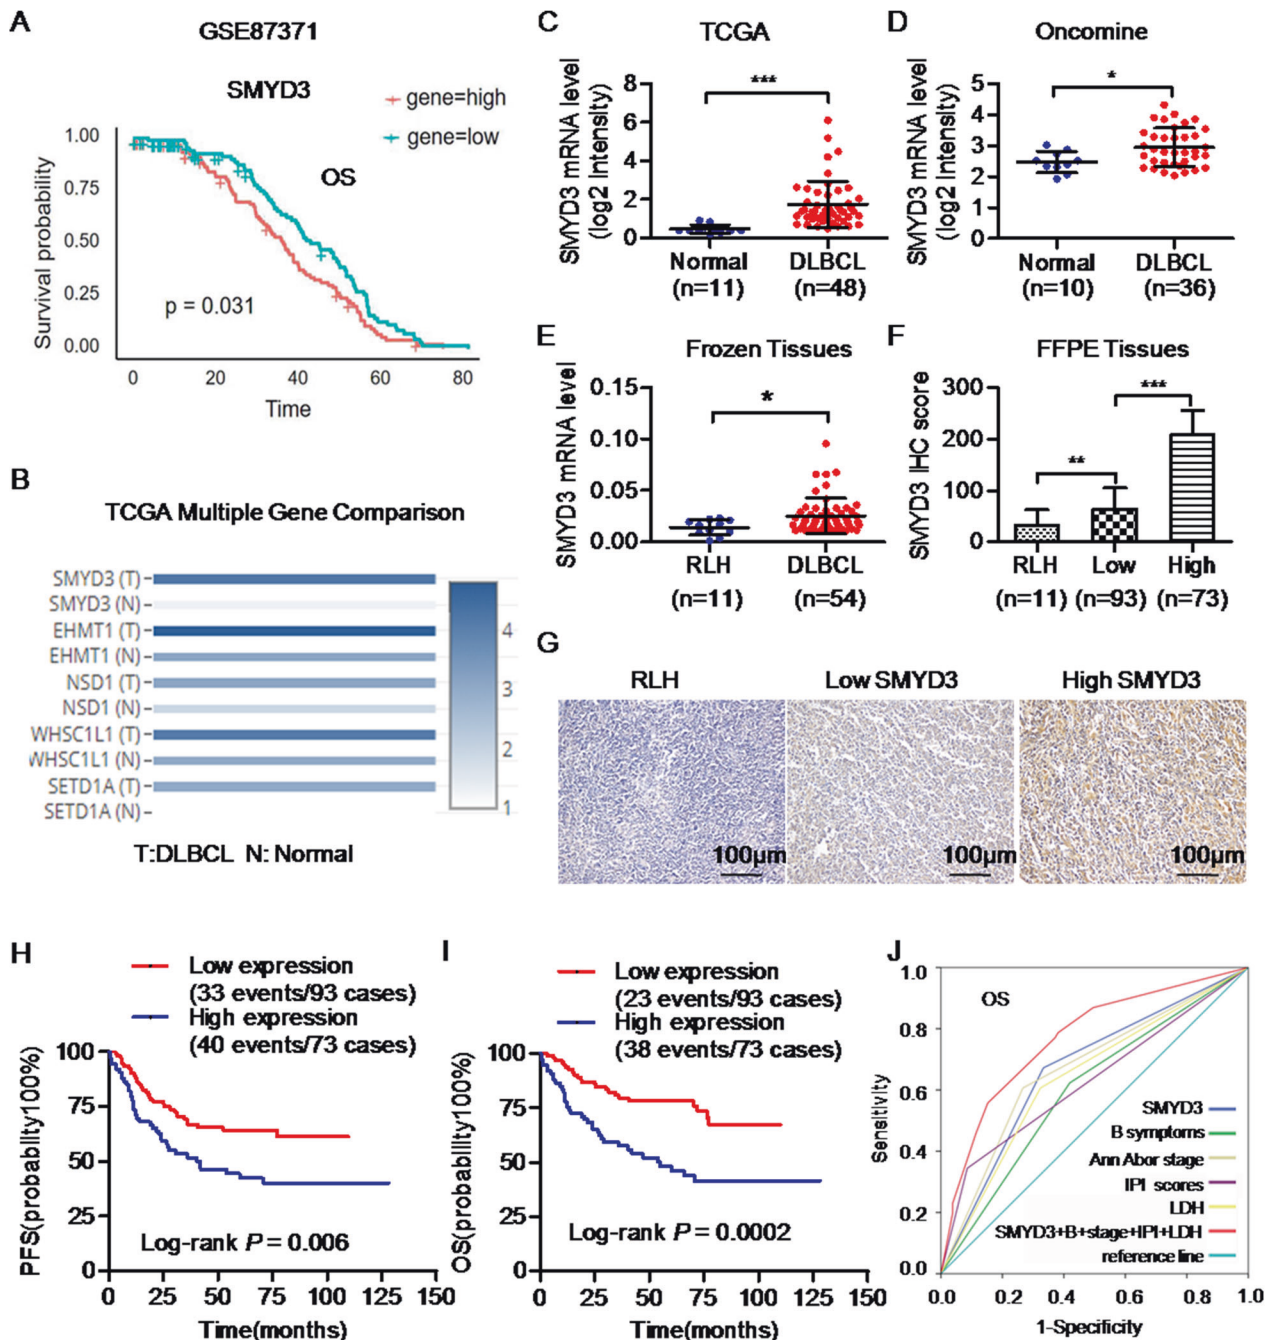 A
GSE87371
SMYD3
gene=high
gene=low
OS
p = 0.031
Survival probability
1.00
0.75
0.50
0.25
0.00
0
20
40
60
80
Time
B
TCGA Multiple Gene Comparison
SMYD3 (T)
SMYD3 (N)
EHMT1 (T)
EHMT1 (N)
NSD1 (T)
NSD1 (N)
WHSC1L1 (T)
WHSC1L1 (N)
SETD1A (T)
SETD1A (N)
4
3
2
1
T:DLBCL N: Normal
C
TCGA
SMYD3 mRNA level
(log2 Intensity)
8
6
4
2
0
***
Normal
(n=11)
DLBCL
(n=48)
D
Oncomine
SMYD3 mRNA level
(log2 Intensity)
5
4
3
2
1
0
*
Normal
(n=10)
DLBCL
(n=36)
E
Frozen Tissues
SMYD3 mRNA level
0.15
0.10
0.05
0.00
*
RLH
(n=11)
DLBCL
(n=54)
F
FFPE Tissues
SMYD3 IHC score
300
200
100
0
**
***
RLH
Low
High
(n=11) (n=93) (n=73)
G
RLH
Low SMYD3
High SMYD3
100μm
100μm
100μm
H
Low expression
(33 events/93 cases)
High expression
(40 events/73 cases)
PFS(probability100%)
100
75
50
25
0
Log-rank P = 0.006
0
25
50
75
100
125
150
Time(months)
I
Low expression
(23 events/93 cases)
High expression
(38 events/73 cases)
OS(probability100%)
100
75
50
25
0
Log-rank P = 0.0002
0
25
50
75
100
125
150
Time(months)
J
OS
Sensitivity
1.0
0.8
0.6
0.4
0.2
0.0
SMYD3
B symptoms
Ann Abor stage
IPI scores
LDH
SMYD3+B+stage+IPI+LDH
reference line
0.0
0.2
0.4
0.6
0.8
1.0
1-Specificity